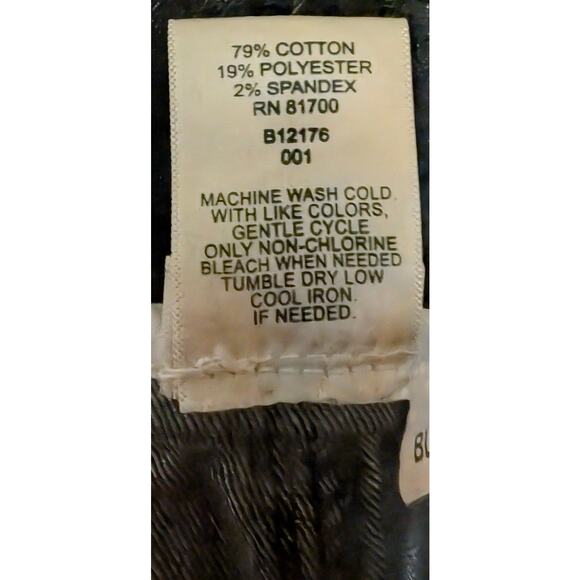 79% COTTON
19% POLYESTER
2% SPANDEX
RN 81700
B12176
001
MACHINE WASH COLD
WITH LIKE COLORS,
GENTLE CYCLE
ONLY NON-CHLORINE
BLEACH WHEN NEEDED
TUMBLE DRY LOW
COOL IRON.
IF NEEDED.